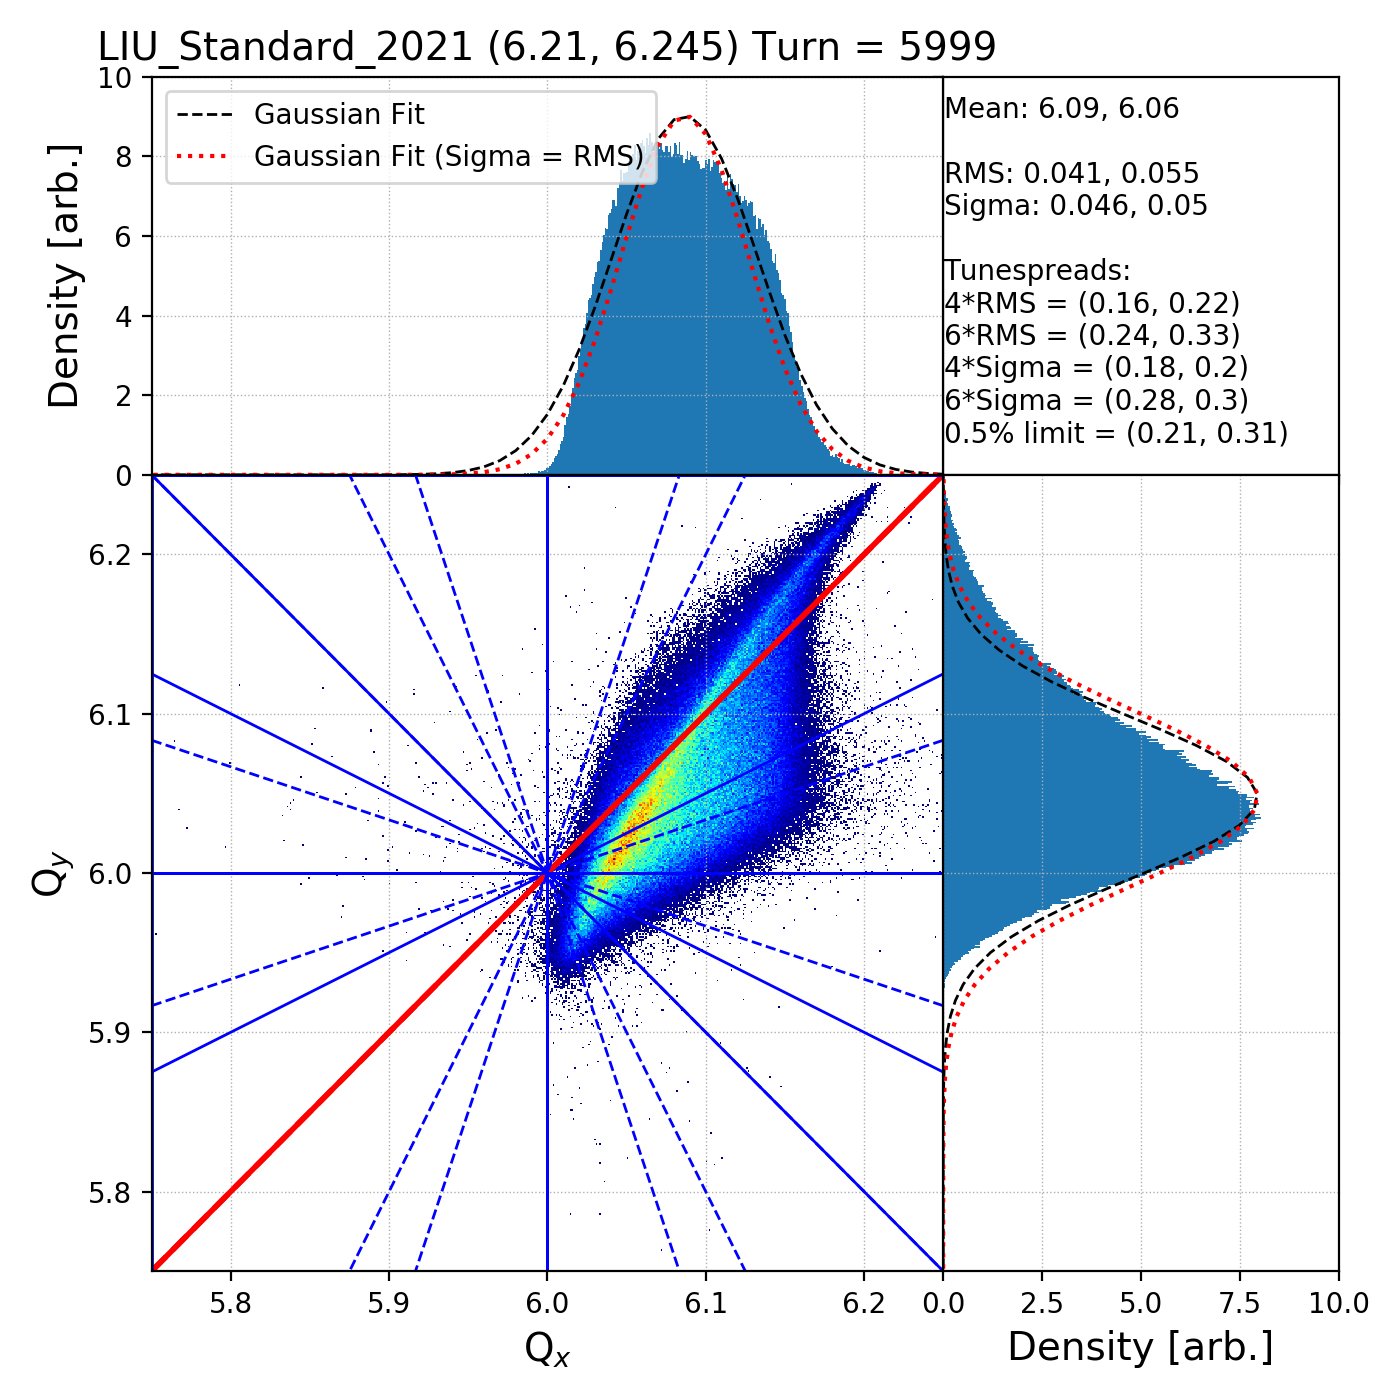 LIU_Standard_2021 (6.21, 6.245) Turn = 5999
Density [arb.]
10
8
6
4
2
0
Gaussian Fit
Gaussian Fit (Sigma = RMS)
Mean: 6.09, 6.06
RMS: 0.041, 0.055
Sigma: 0.046, 0.05
Tunespreads:
4*RMS = (0.16, 0.22)
6*RMS = (0.24, 0.33)
4*Sigma = (0.18, 0.2)
6*Sigma = (0.28, 0.3)
0.5% limit = (0.21, 0.31)
Qy
6.2
6.1
6.0
5.9
5.8
5.8 5.9 6.0 6.1 6.2
0.0 2.5 5.0 7.5 10.0
Qx
Density [arb.]